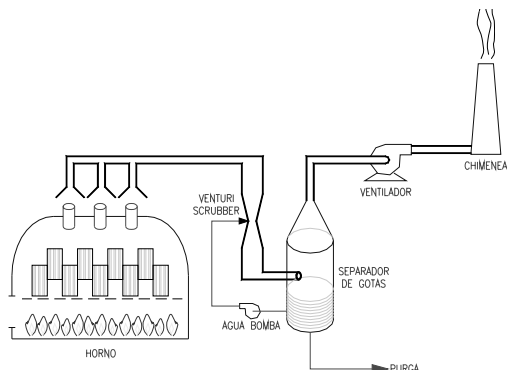 CHIMENEA
VENTILADOR
VENTURI
SCRUBBER
SEPARADOR
DE GOTAS
AGUA BOMBA
HORNO
PURGA